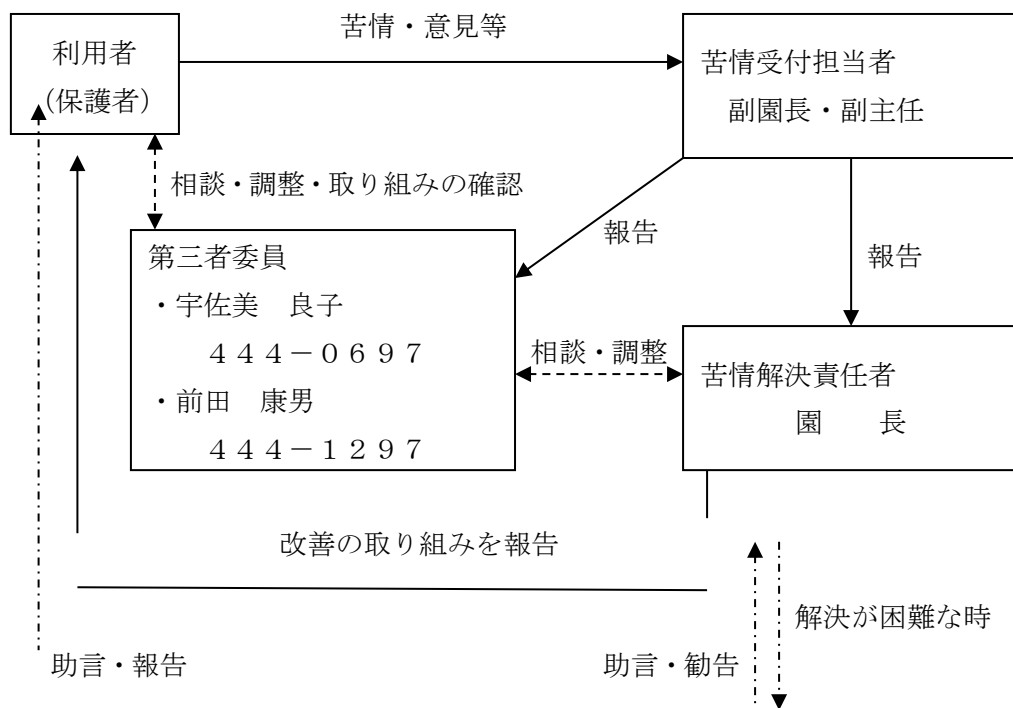 苦情・意見等
利用者
(保護者)
苦情受付担当者
副園長・副主任
相談・調整・取り組みの確認
報告
報告
第三者委員
・宇佐美　良子
４４４－０６９７
・前田　康男
４４４－１２９７
相談・調整
苦情解決責任者
園　　長
改善の取り組みを報告
解決が困難な時
助言・報告
助言・勧告